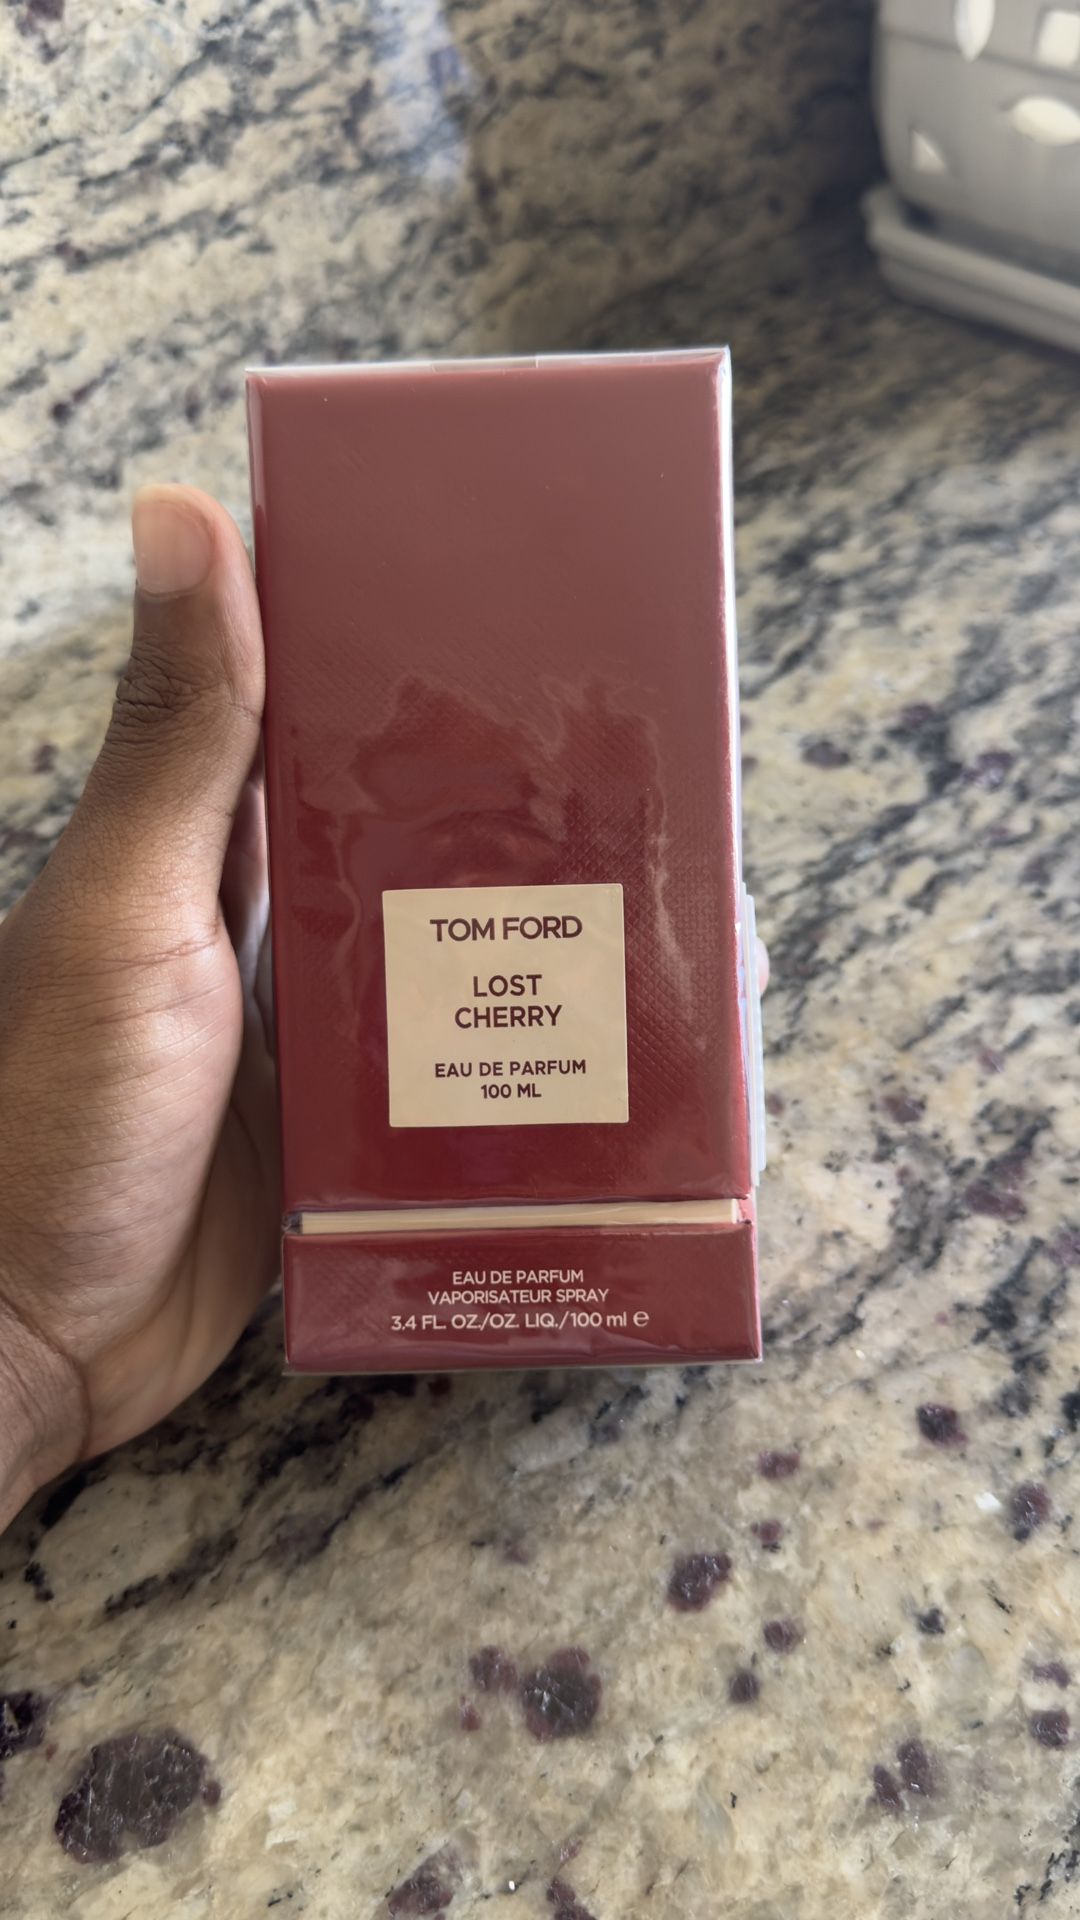 TOM FORD
LOST
CHERRY
EAU DE PARFUM
100 ML
EAU DE PARFUM
VAPORISATEUR SPRAY
3.4 FL. OZ./OZ. LIQ./100 ml ℮